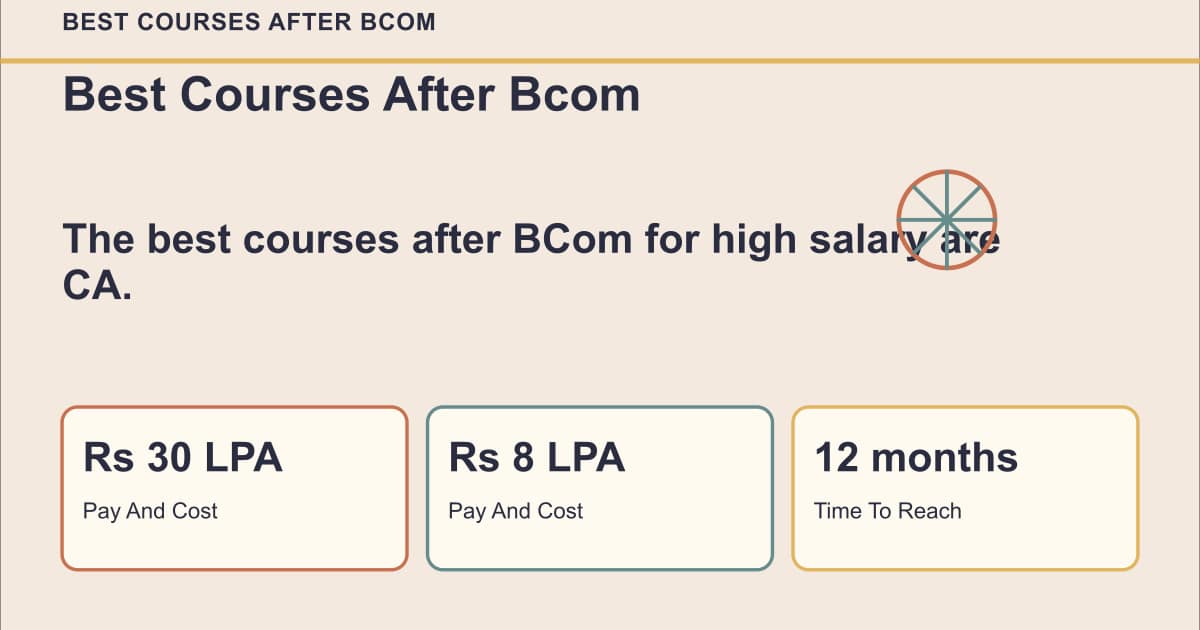 BEST COURSES AFTER BCOM
Best Courses After Bcom
The best courses after BCom for high salary are
CA.
Rs 30 LPA
Pay And Cost
Rs 8 LPA
Pay And Cost
12 months
Time To Reach